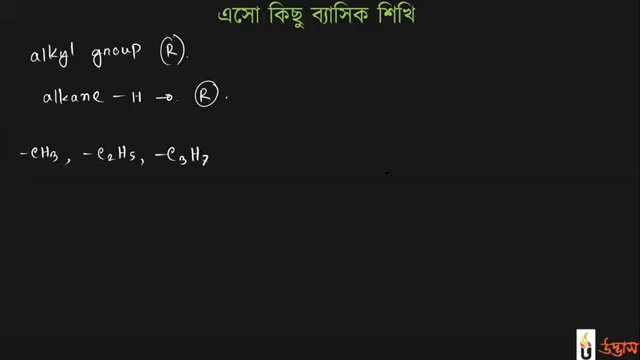 এসো কিছু ব্যাসিক শিখি
alkyl group (R).
alkane – H → (R).
–CH3, –C2H5, –C3H7
উদ্ভাস